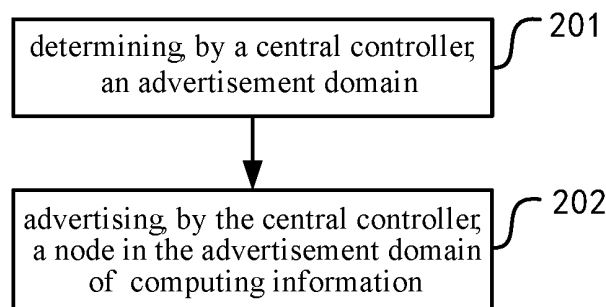 determining, by a central controller,
201
an advertisement domain
advertising, by the central controller,
202
a node in the advertisement domain
of computing information